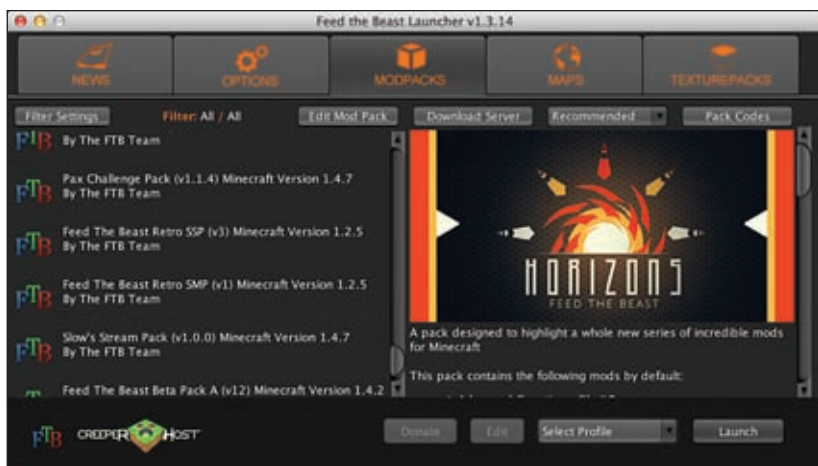 Feed the Beast Launcher v1.3.14
NEWS
OPTIONS
MODPACKS
MAPS
TEXTUREPACKS
Filter Settings
Filter: All / All
Edit Mod Pack
Download Server
Recommended
Pack Codes
FTB
By The FTB Team
FTB
Pax Challenge Pack (v1.1.4) Minecraft Version 1.4.7
By The FTB Team
FTB
Feed The Beast Retro SSP (v3) Minecraft Version 1.2.5
By The FTB Team
FTB
Feed The Beast Retro SMP (v1) Minecraft Version 1.2.5
By The FTB Team
FTB
Slow's Stream Pack (v1.0.0) Minecraft Version 1.4.7
By The FTB Team
Feed The Beast Beta Pack A (v12) Minecraft Version 1.4.2
HORIZONS
FEED THE BEAST
A pack designed to highlight a whole new series of incredible mods
for Minecraft
This pack contains the following mods by default:
FTB
CREEPER HOST
Donate
Edit
Select Profile
Launch